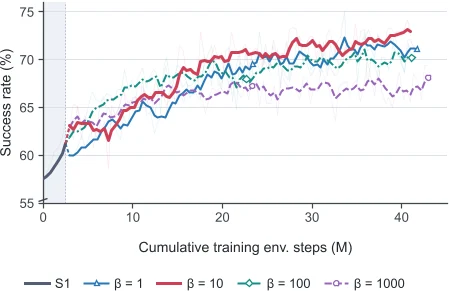 Success rate (%)
75
70
65
60
55
0 10 20 30 40
Cumulative training env. steps (M)
S1 β = 1 β = 10 β = 100 β = 1000